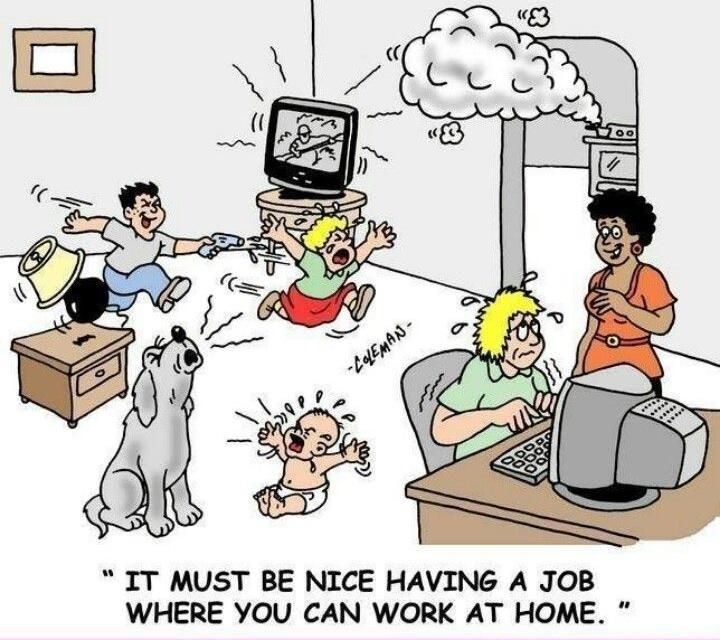 -COLEMAN-
" IT MUST BE NICE HAVING A JOB
WHERE YOU CAN WORK AT HOME. "